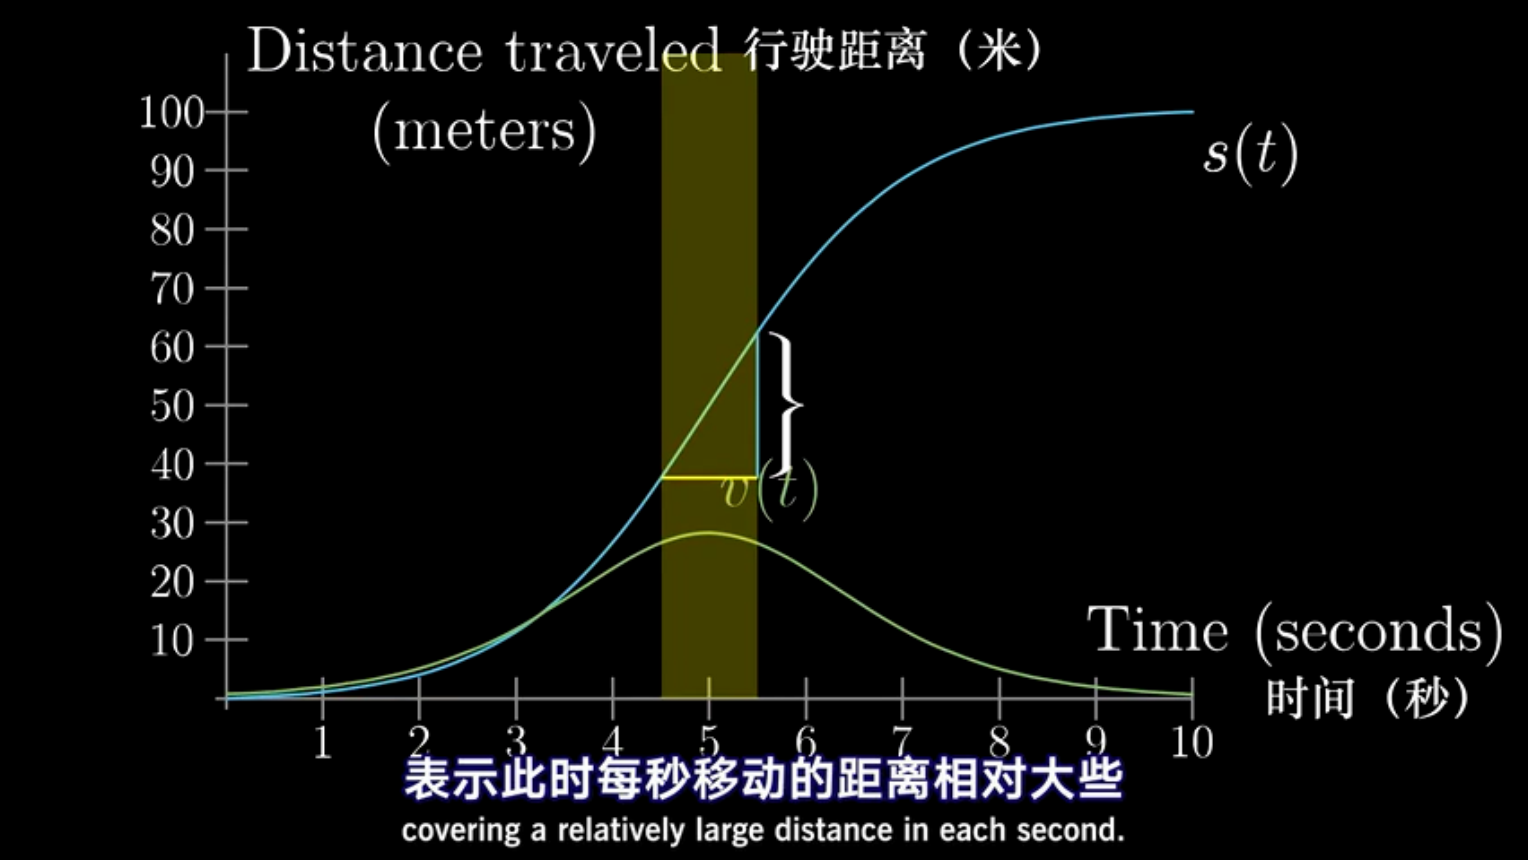 Distance traveled 行驶距离（米）
(meters)
100
90
80
70
60
50
40
30
20
10
s(t)
v(t)
Time (seconds)
时间（秒）
1 2 3 4 5 6 7 8 9 10
表示此时每秒移动的距离相对大些
covering a relatively large distance in each second.